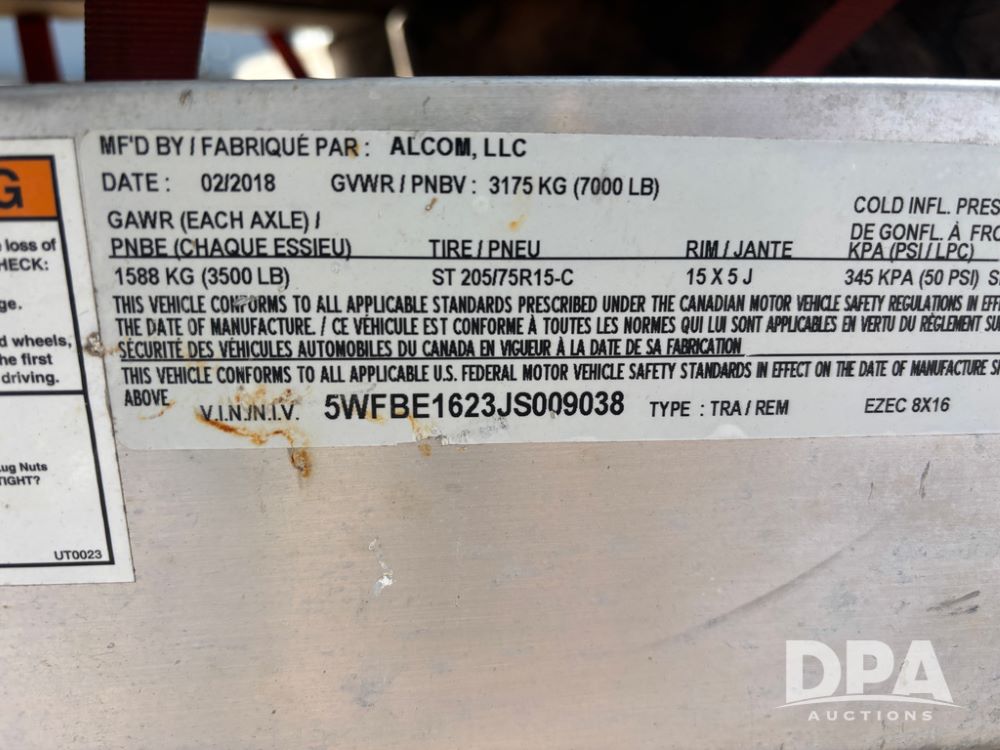 MF'D BY / FABRIQUÉ PAR : ALCOM, LLC
DATE : 02/2018 GVWR / PNBV : 3175 KG (7000 LB)
GAWR (EACH AXLE) / COLD INFL. PRES
PNBE (CHAQUE ESSIEU) TIRE / PNEU RIM / JANTE DE GONFL. À FRO
KPA (PSI / LPC)
1588 KG (3500 LB) ST 205/75R15-C 15 X 5 J 345 KPA (50 PSI) S
THIS VEHICLE CONFORMS TO ALL APPLICABLE STANDARDS PRESCRIBED UNDER THE CANADIAN MOTOR VEHICLE SAFETY REGULATIONS IN EFF
THE DATE OF MANUFACTURE. / CE VÉHICULE EST CONFORME À TOUTES LES NORMES QUI LUI SONT APPLICABLES EN VERTU DU RÈGLEMENT SU
SÉCURITÉ DES VÉHICULES AUTOMOBILES DU CANADA EN VIGUEUR À LA DATE DE SA FABRICATION
THIS VEHICLE CONFORMS TO ALL APPLICABLE U.S. FEDERAL MOTOR VEHICLE SAFETY STANDARDS IN EFFECT ON THE DATE OF MANUFACTURE S
ABOVE
V.I.N./N.I.V. 5WFBE1623JS009038 TYPE : TRA / REM EZEC 8X16
G
e loss of
HECK:
ge.
d wheels,
he first
driving.
ug Nuts
TIGHT?
UT0023
DPA
AUCTIONS